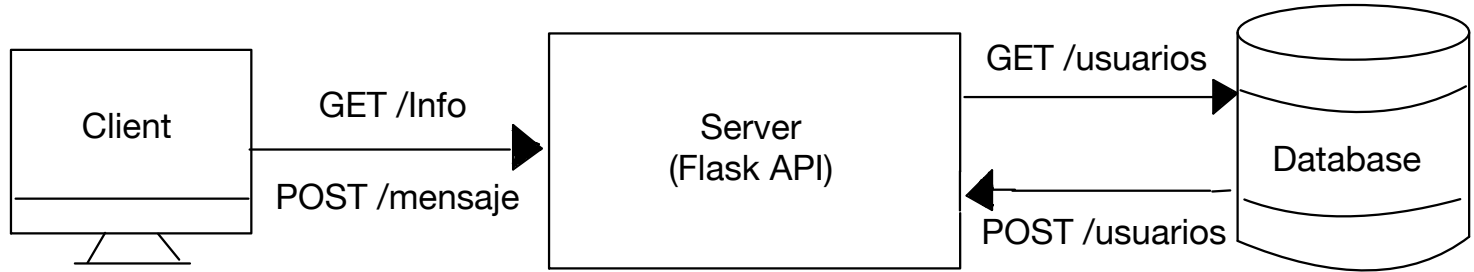 Client
GET /Info
POST /mensaje
Server
(Flask API)
GET /usuarios
POST /usuarios
Database